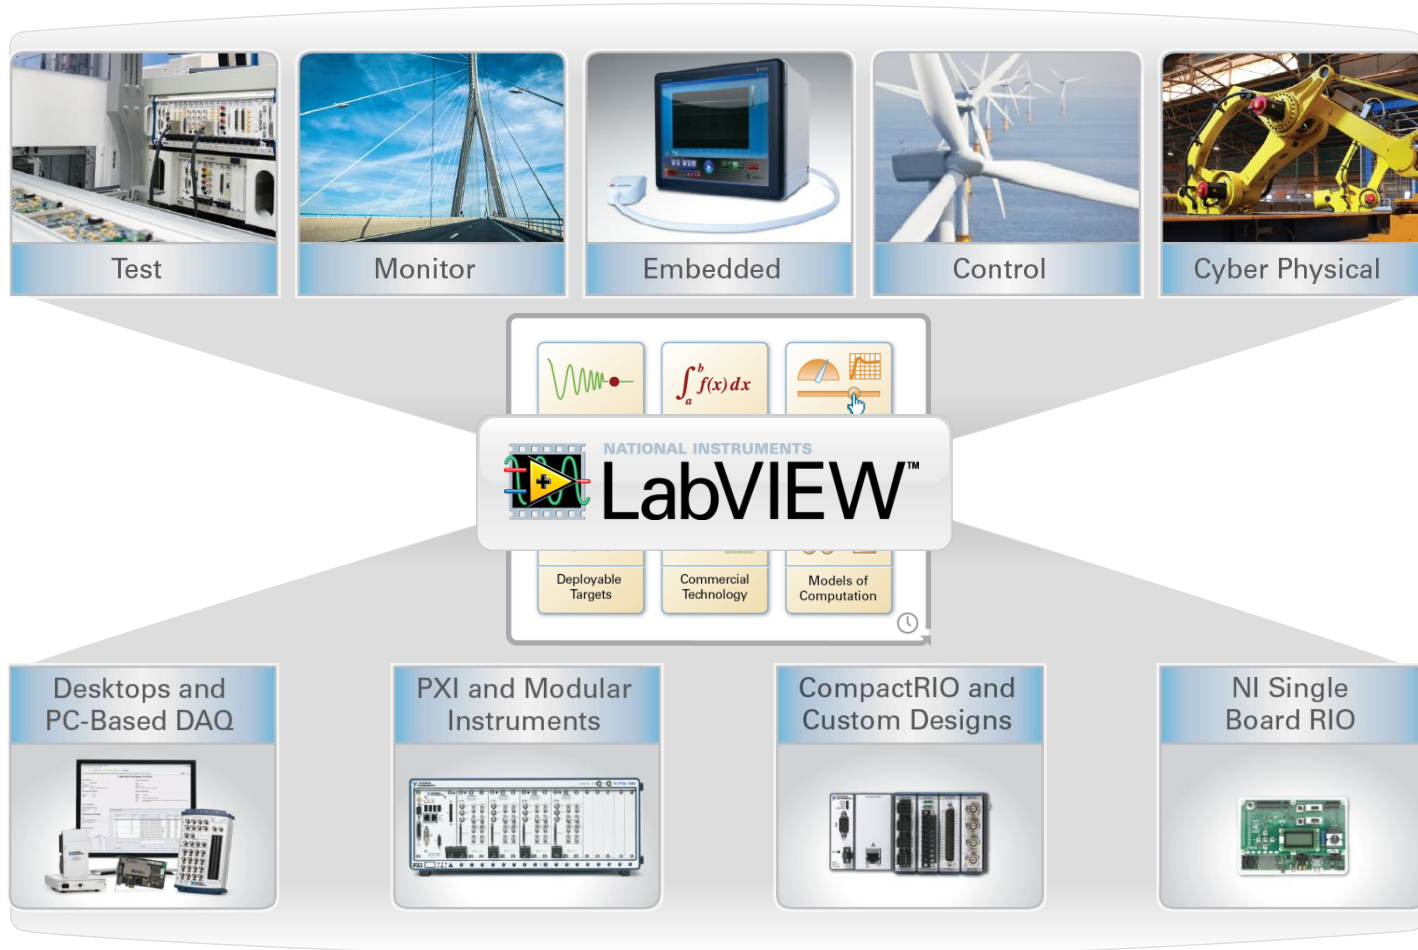 Test
Monitor
Embedded
Control
Cyber Physical
∫ₐᵇ f(x) dx
NATIONAL INSTRUMENTS
LabVIEW™
Deployable
Targets
Commercial
Technology
Models of
Computation
Desktops and
PC-Based DAQ
PXI and Modular
Instruments
CompactRIO and
Custom Designs
NI Single
Board RIO